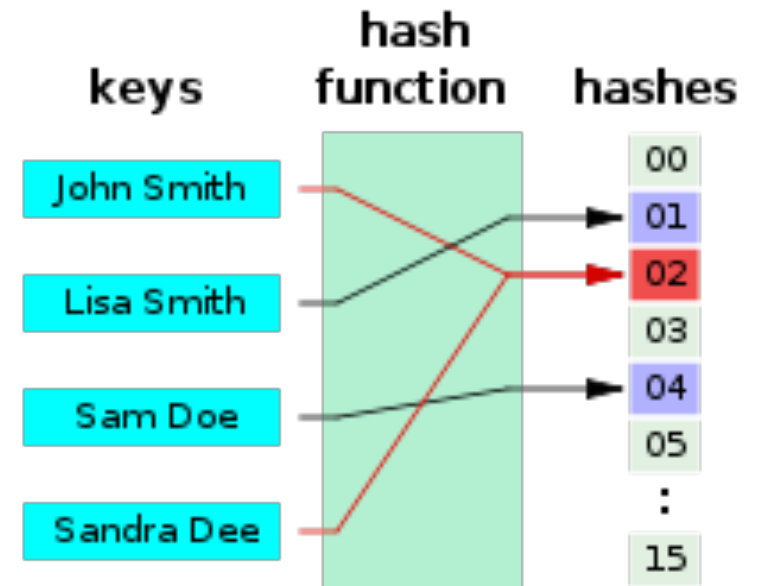 keys
hash
function
hashes
John Smith
Lisa Smith
Sam Doe
Sandra Dee
00
01
02
03
04
05
:
15